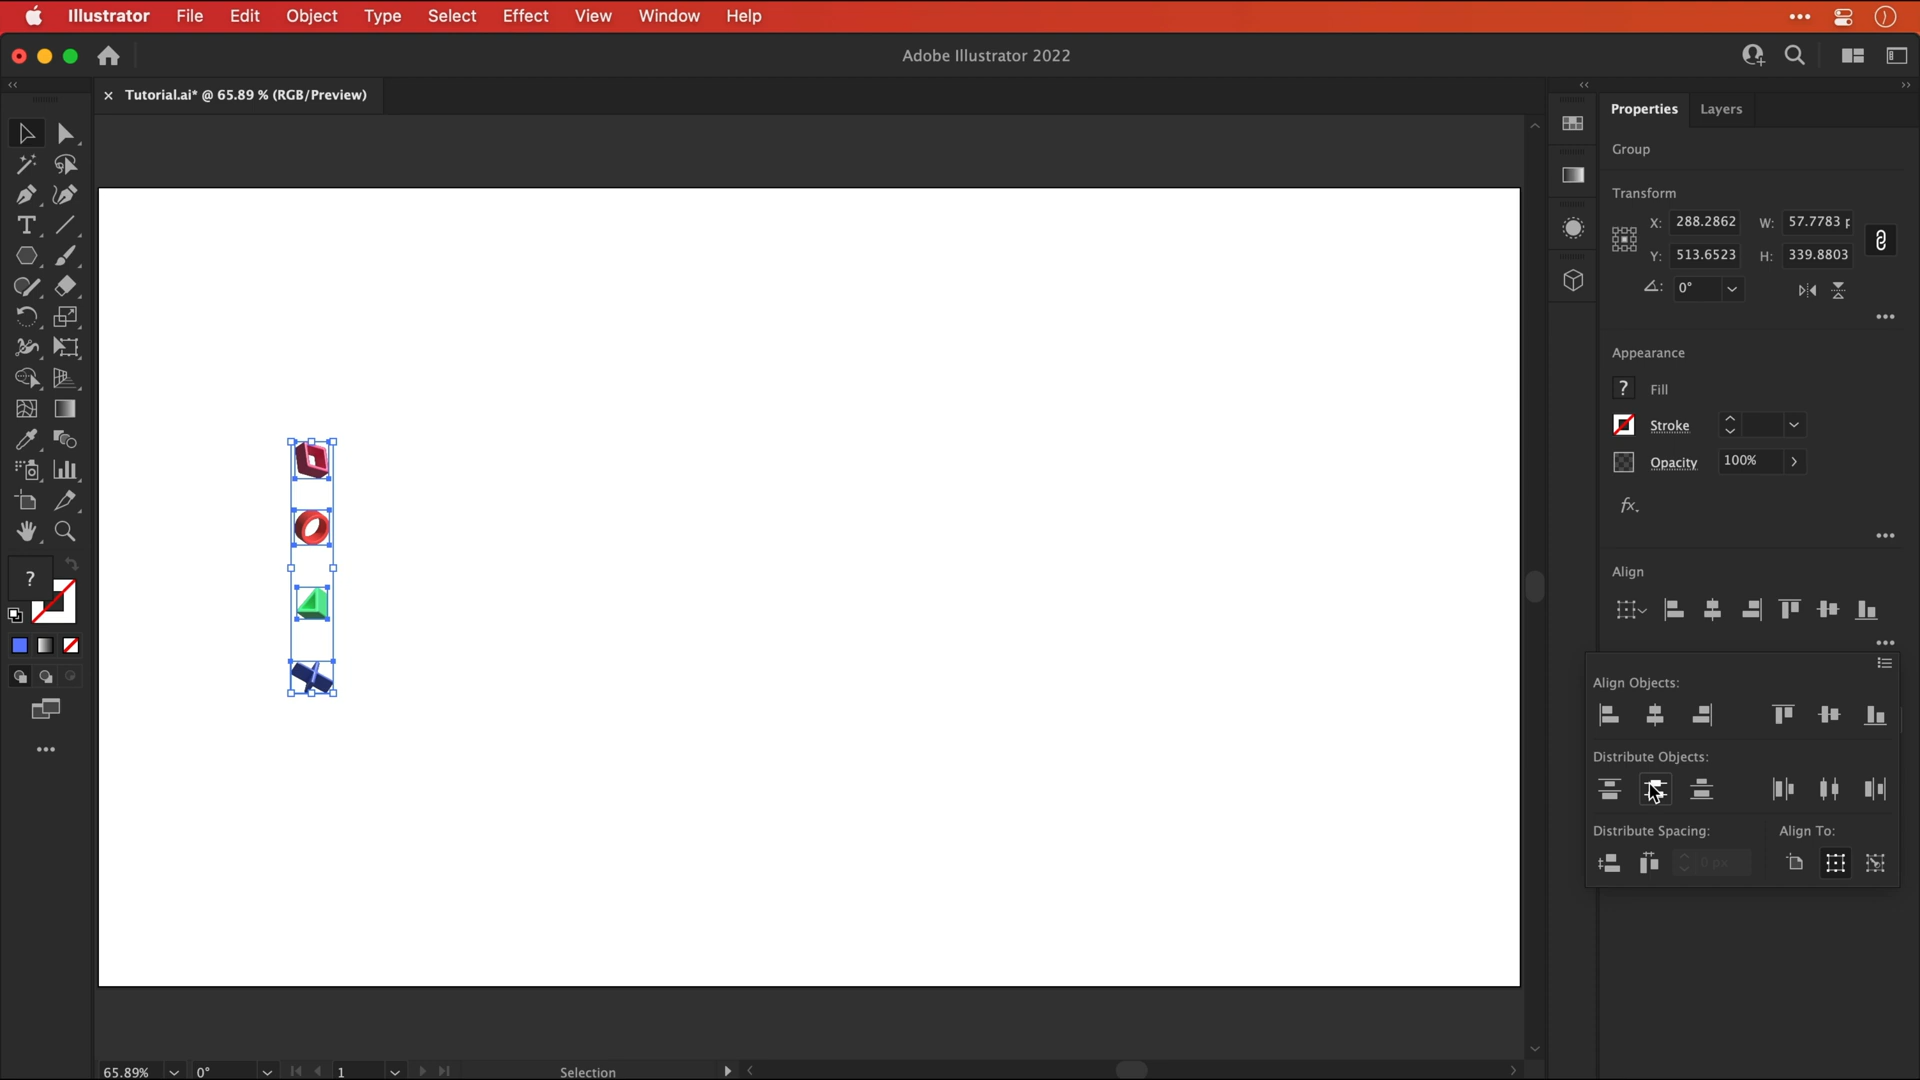 Illustrator File Edit Object Type Select Effect View Window Help
Adobe Illustrator 2022
Tutorial.ai* @ 65.89 % (RGB/Preview)
Properties Layers
Group
Transform
X: 288.2862 W: 57.7783 p
Y: 513.6523 H: 339.8803
0°
Appearance
? Fill
Stroke
Opacity 100%
fx.
Align
?
Align Objects:
Distribute Objects:
Distribute Spacing: Align To:
0 px
65.89% 0° 1 Selection